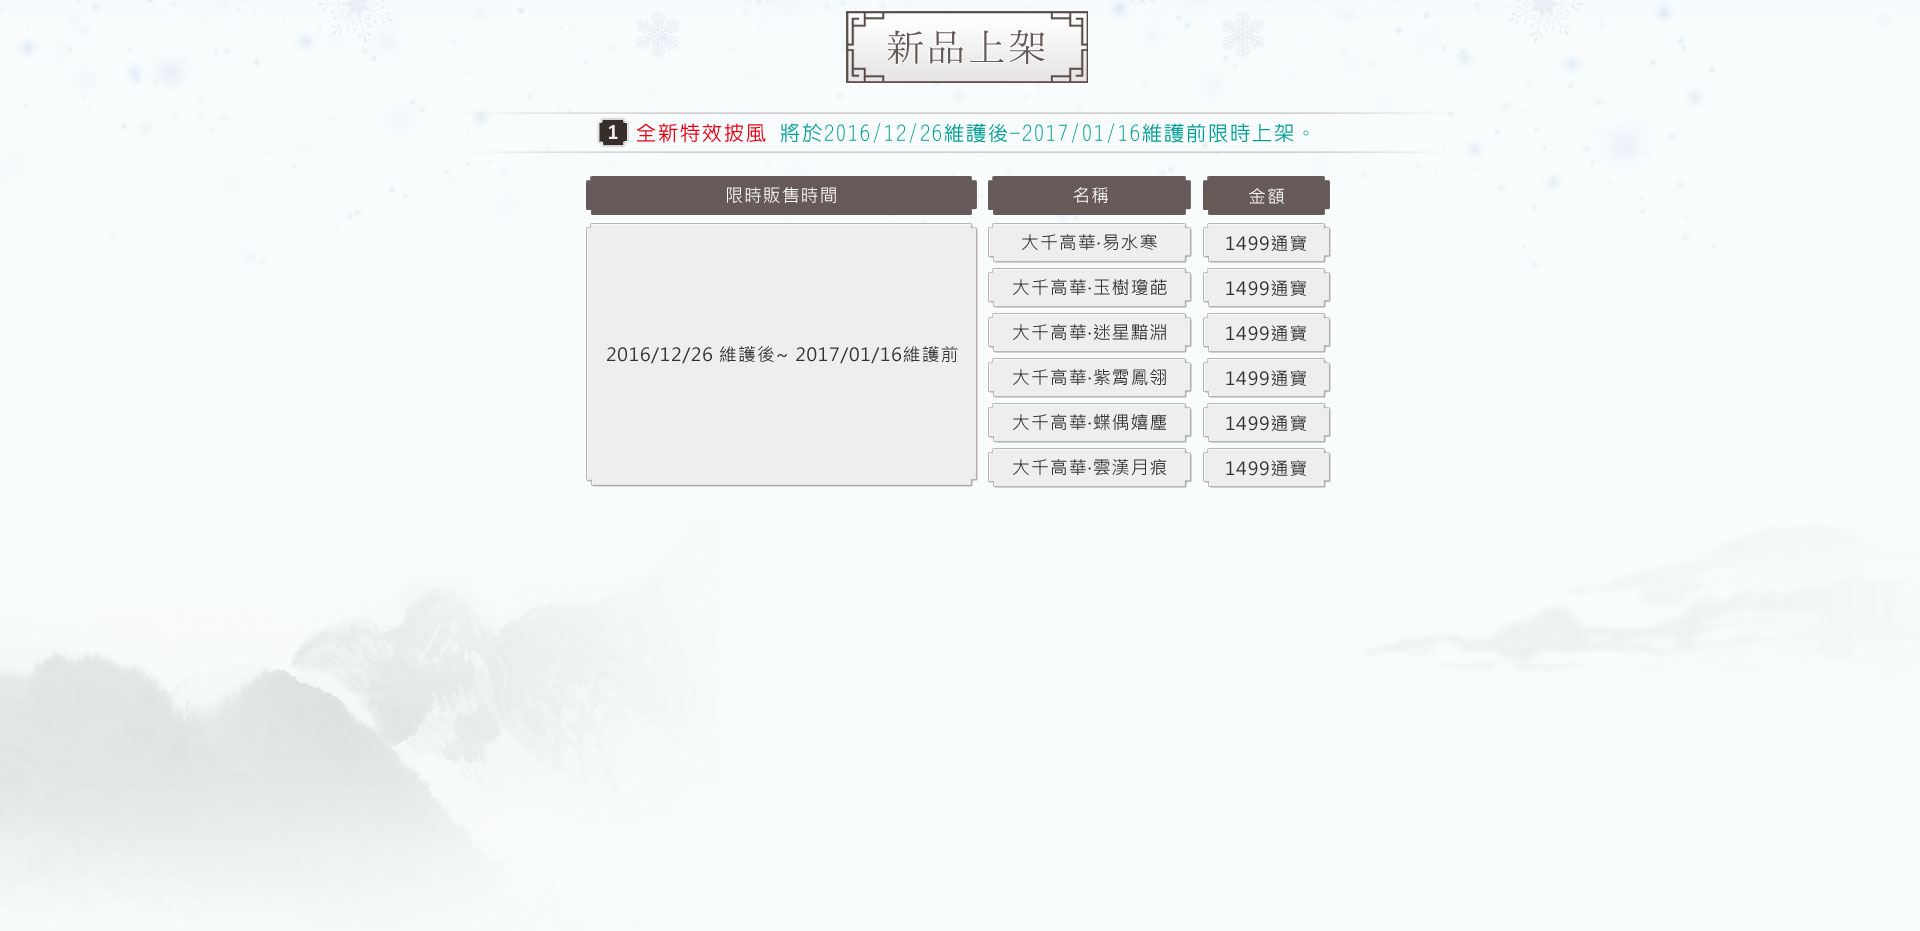 新品上架
1 全新特效披風 將於2016/12/26維護後-2017/01/16維護前限時上架。
限時販售時間 名稱 金額
大千高華·易水寒 1499通寶
大千高華·玉樹瓊葩 1499通寶
大千高華·迷星黯淵 1499通寶
2016/12/26 維護後~ 2017/01/16維護前
大千高華·紫霄鳳翎 1499通寶
大千高華·蝶偶嬉塵 1499通寶
大千高華·雲漢月痕 1499通寶